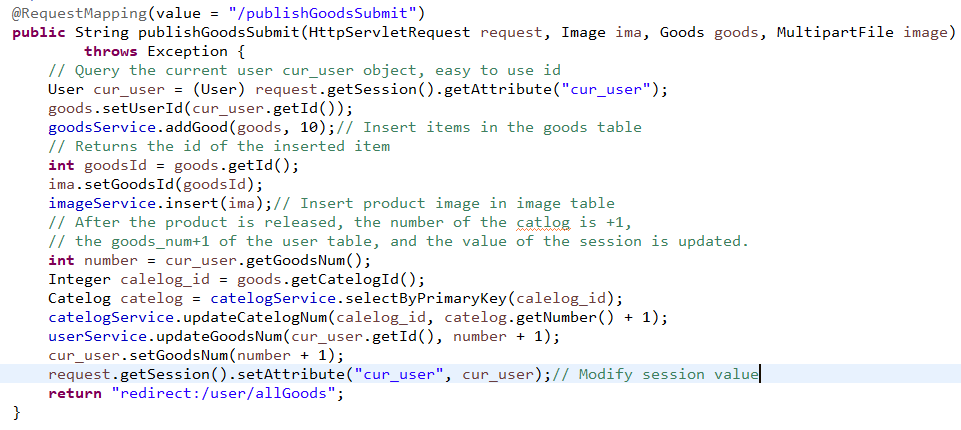 @RequestMapping(value = "/publishGoodsSubmit")
public String publishGoodsSubmit(HttpServletRequest request, Image ima, Goods goods, MultipartFile image)
        throws Exception {
    // Query the current user cur_user object, easy to use id
    User cur_user = (User) request.getSession().getAttribute("cur_user");
    goods.setUserId(cur_user.getId());
    goodsService.addGood(goods, 10);// Insert items in the goods table
    // Returns the id of the inserted item
    int goodsId = goods.getId();
    ima.setGoodsId(goodsId);
    imageService.insert(ima);// Insert product image in image table
    // After the product is released, the number of the catlog is +1,
    // the goods_num+1 of the user table, and the value of the session is updated.
    int number = cur_user.getGoodsNum();
    Integer calelog_id = goods.getCatelogId();
    Catelog catelog = catelogService.selectByPrimaryKey(calelog_id);
    catelogService.updateCatelogNum(calelog_id, catelog.getNumber() + 1);
    userService.updateGoodsNum(cur_user.getId(), number + 1);
    cur_user.setGoodsNum(number + 1);
    request.getSession().setAttribute("cur_user", cur_user);// Modify session value
    return "redirect:/user/allGoods";
}